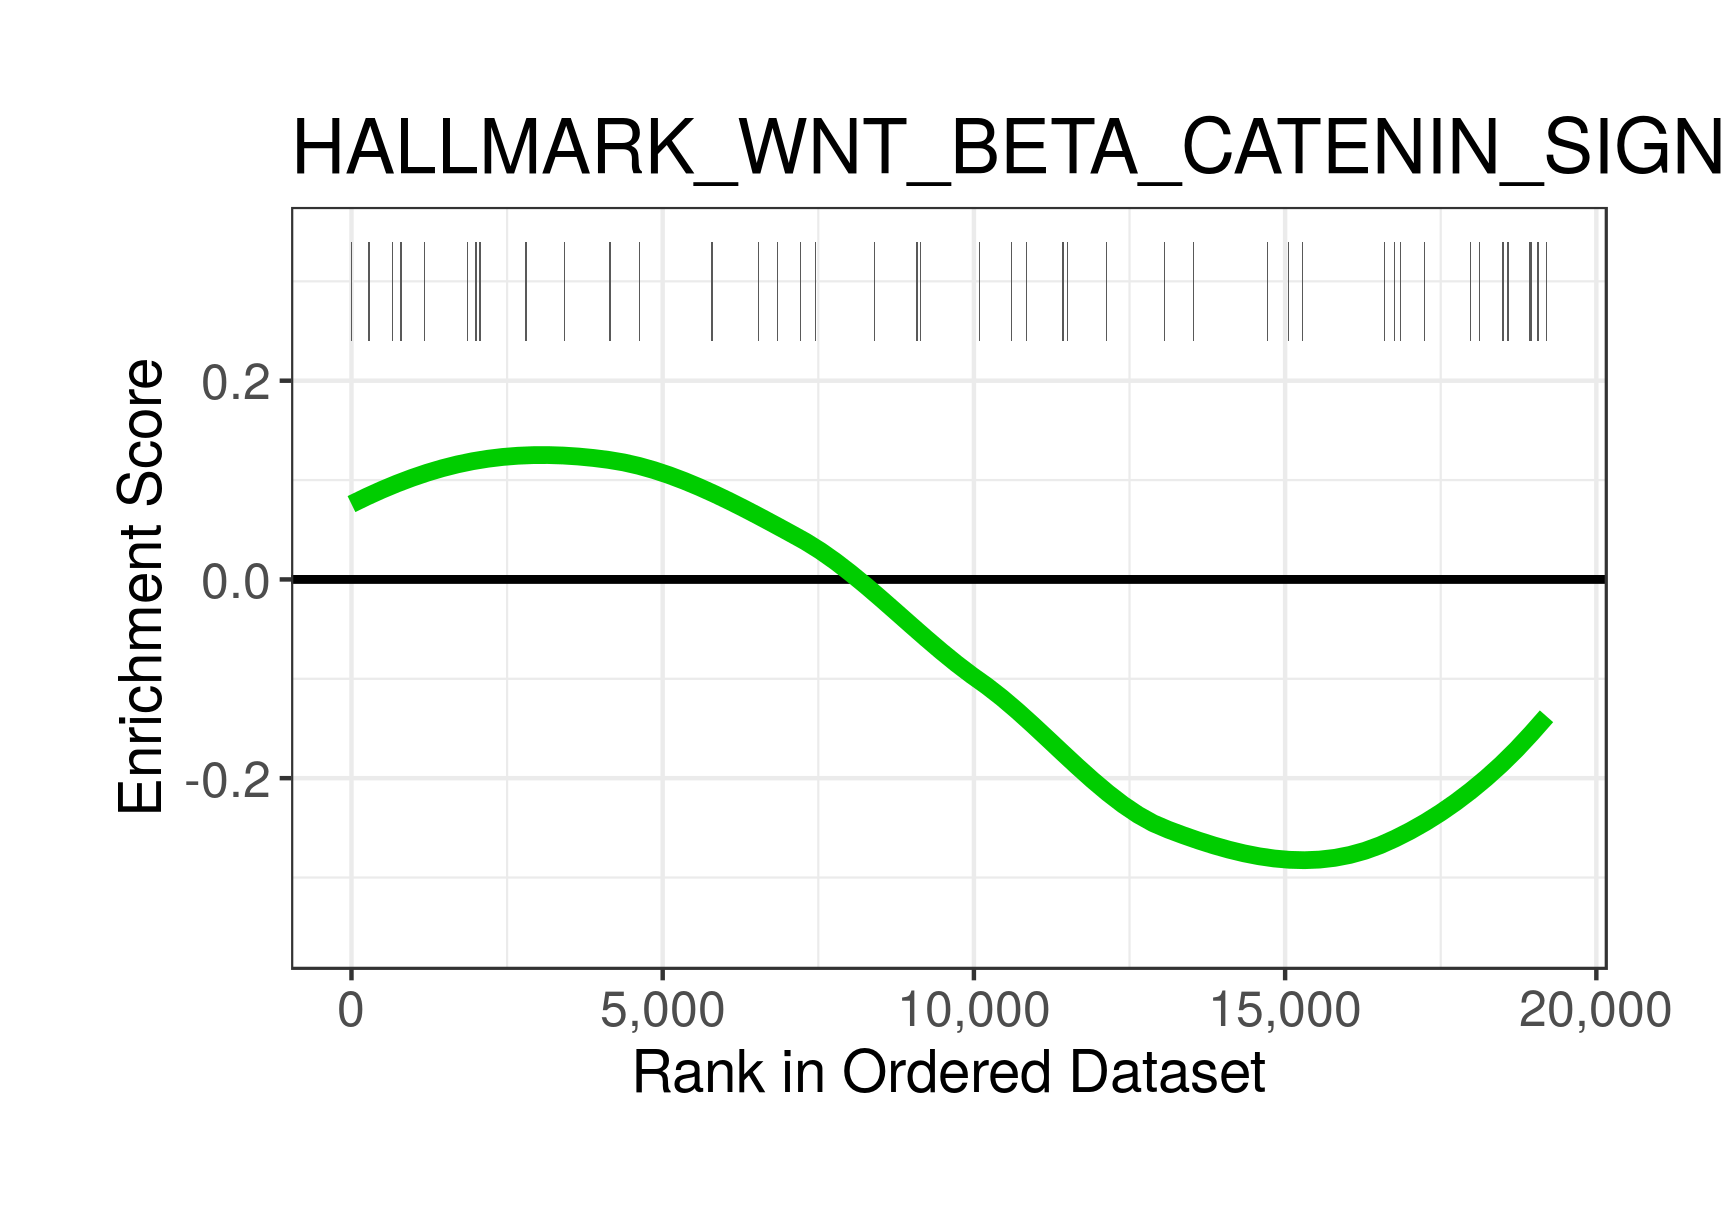 HALLMARK_WNT_BETA_CATENIN_SIGN
Enrichment Score
0.2
0.0
-0.2
0
5,000
10,000
15,000
20,000
Rank in Ordered Dataset